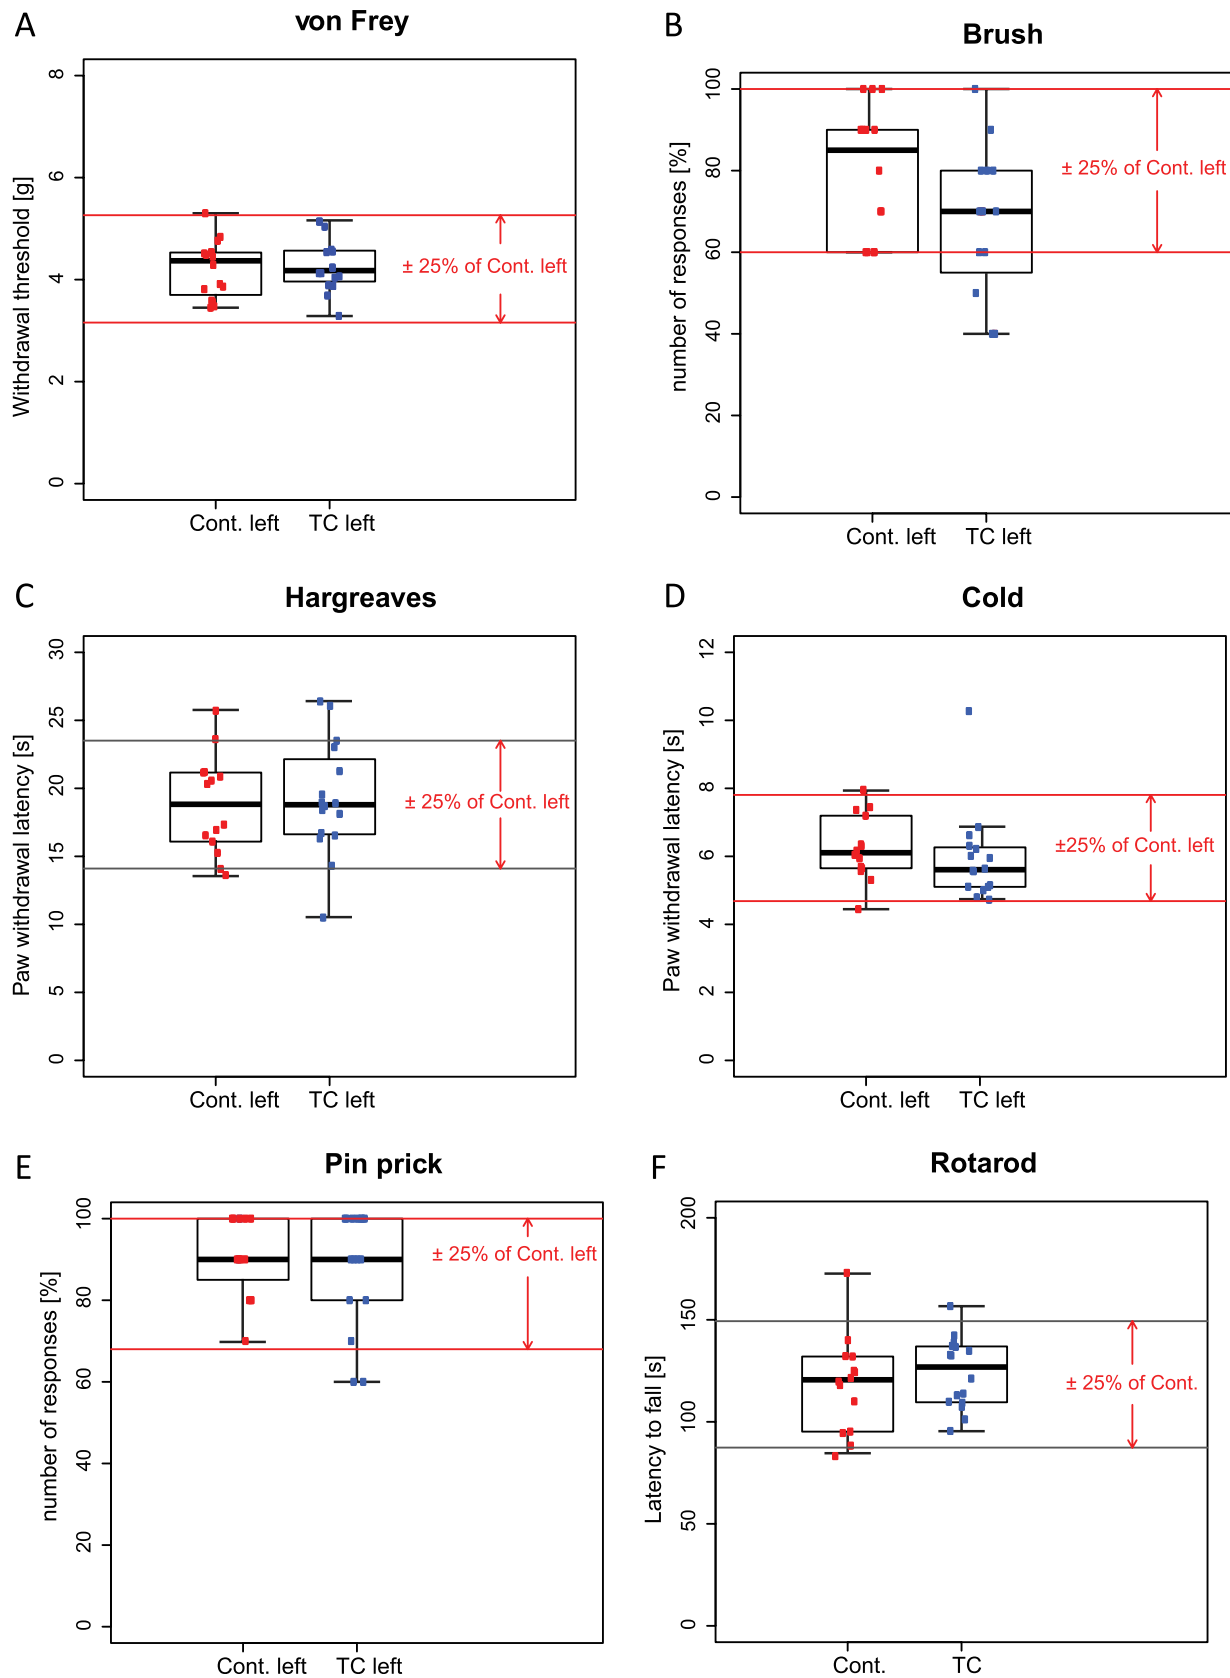 A
von Frey
8
6
4
2
0
Withdrawal threshold [g]
± 25% of Cont. left
Cont. left
TC left
B
Brush
100
80
60
40
20
0
number of responses [%]
± 25% of Cont. left
Cont. left
TC left
C
Hargreaves
30
25
20
15
10
5
0
Paw withdrawal latency [s]
± 25% of Cont. left
Cont. left
TC left
D
Cold
12
10
8
6
4
2
0
Paw withdrawal latency [s]
±25% of Cont. left
Cont. left
TC left
E
Pin prick
100
80
60
40
20
0
number of responses [%]
± 25% of Cont. left
Cont. left
TC left
F
Rotarod
200
150
100
50
0
Latency to fall [s]
± 25% of Cont.
Cont.
TC